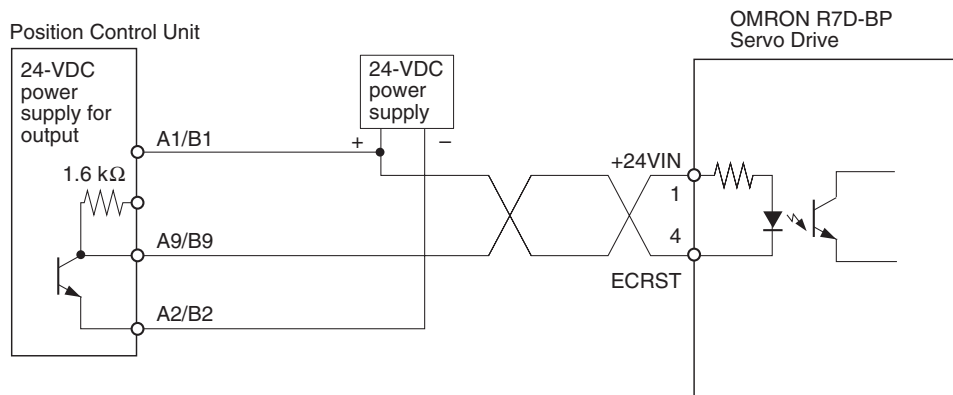 OMRON R7D-BP
Servo Drive
Position Control Unit
24-VDC
power
supply for
output
24-VDC
power
supply
A1/B1
+
–
+24VIN
1.6 kΩ
1
4
A9/B9
ECRST
A2/B2